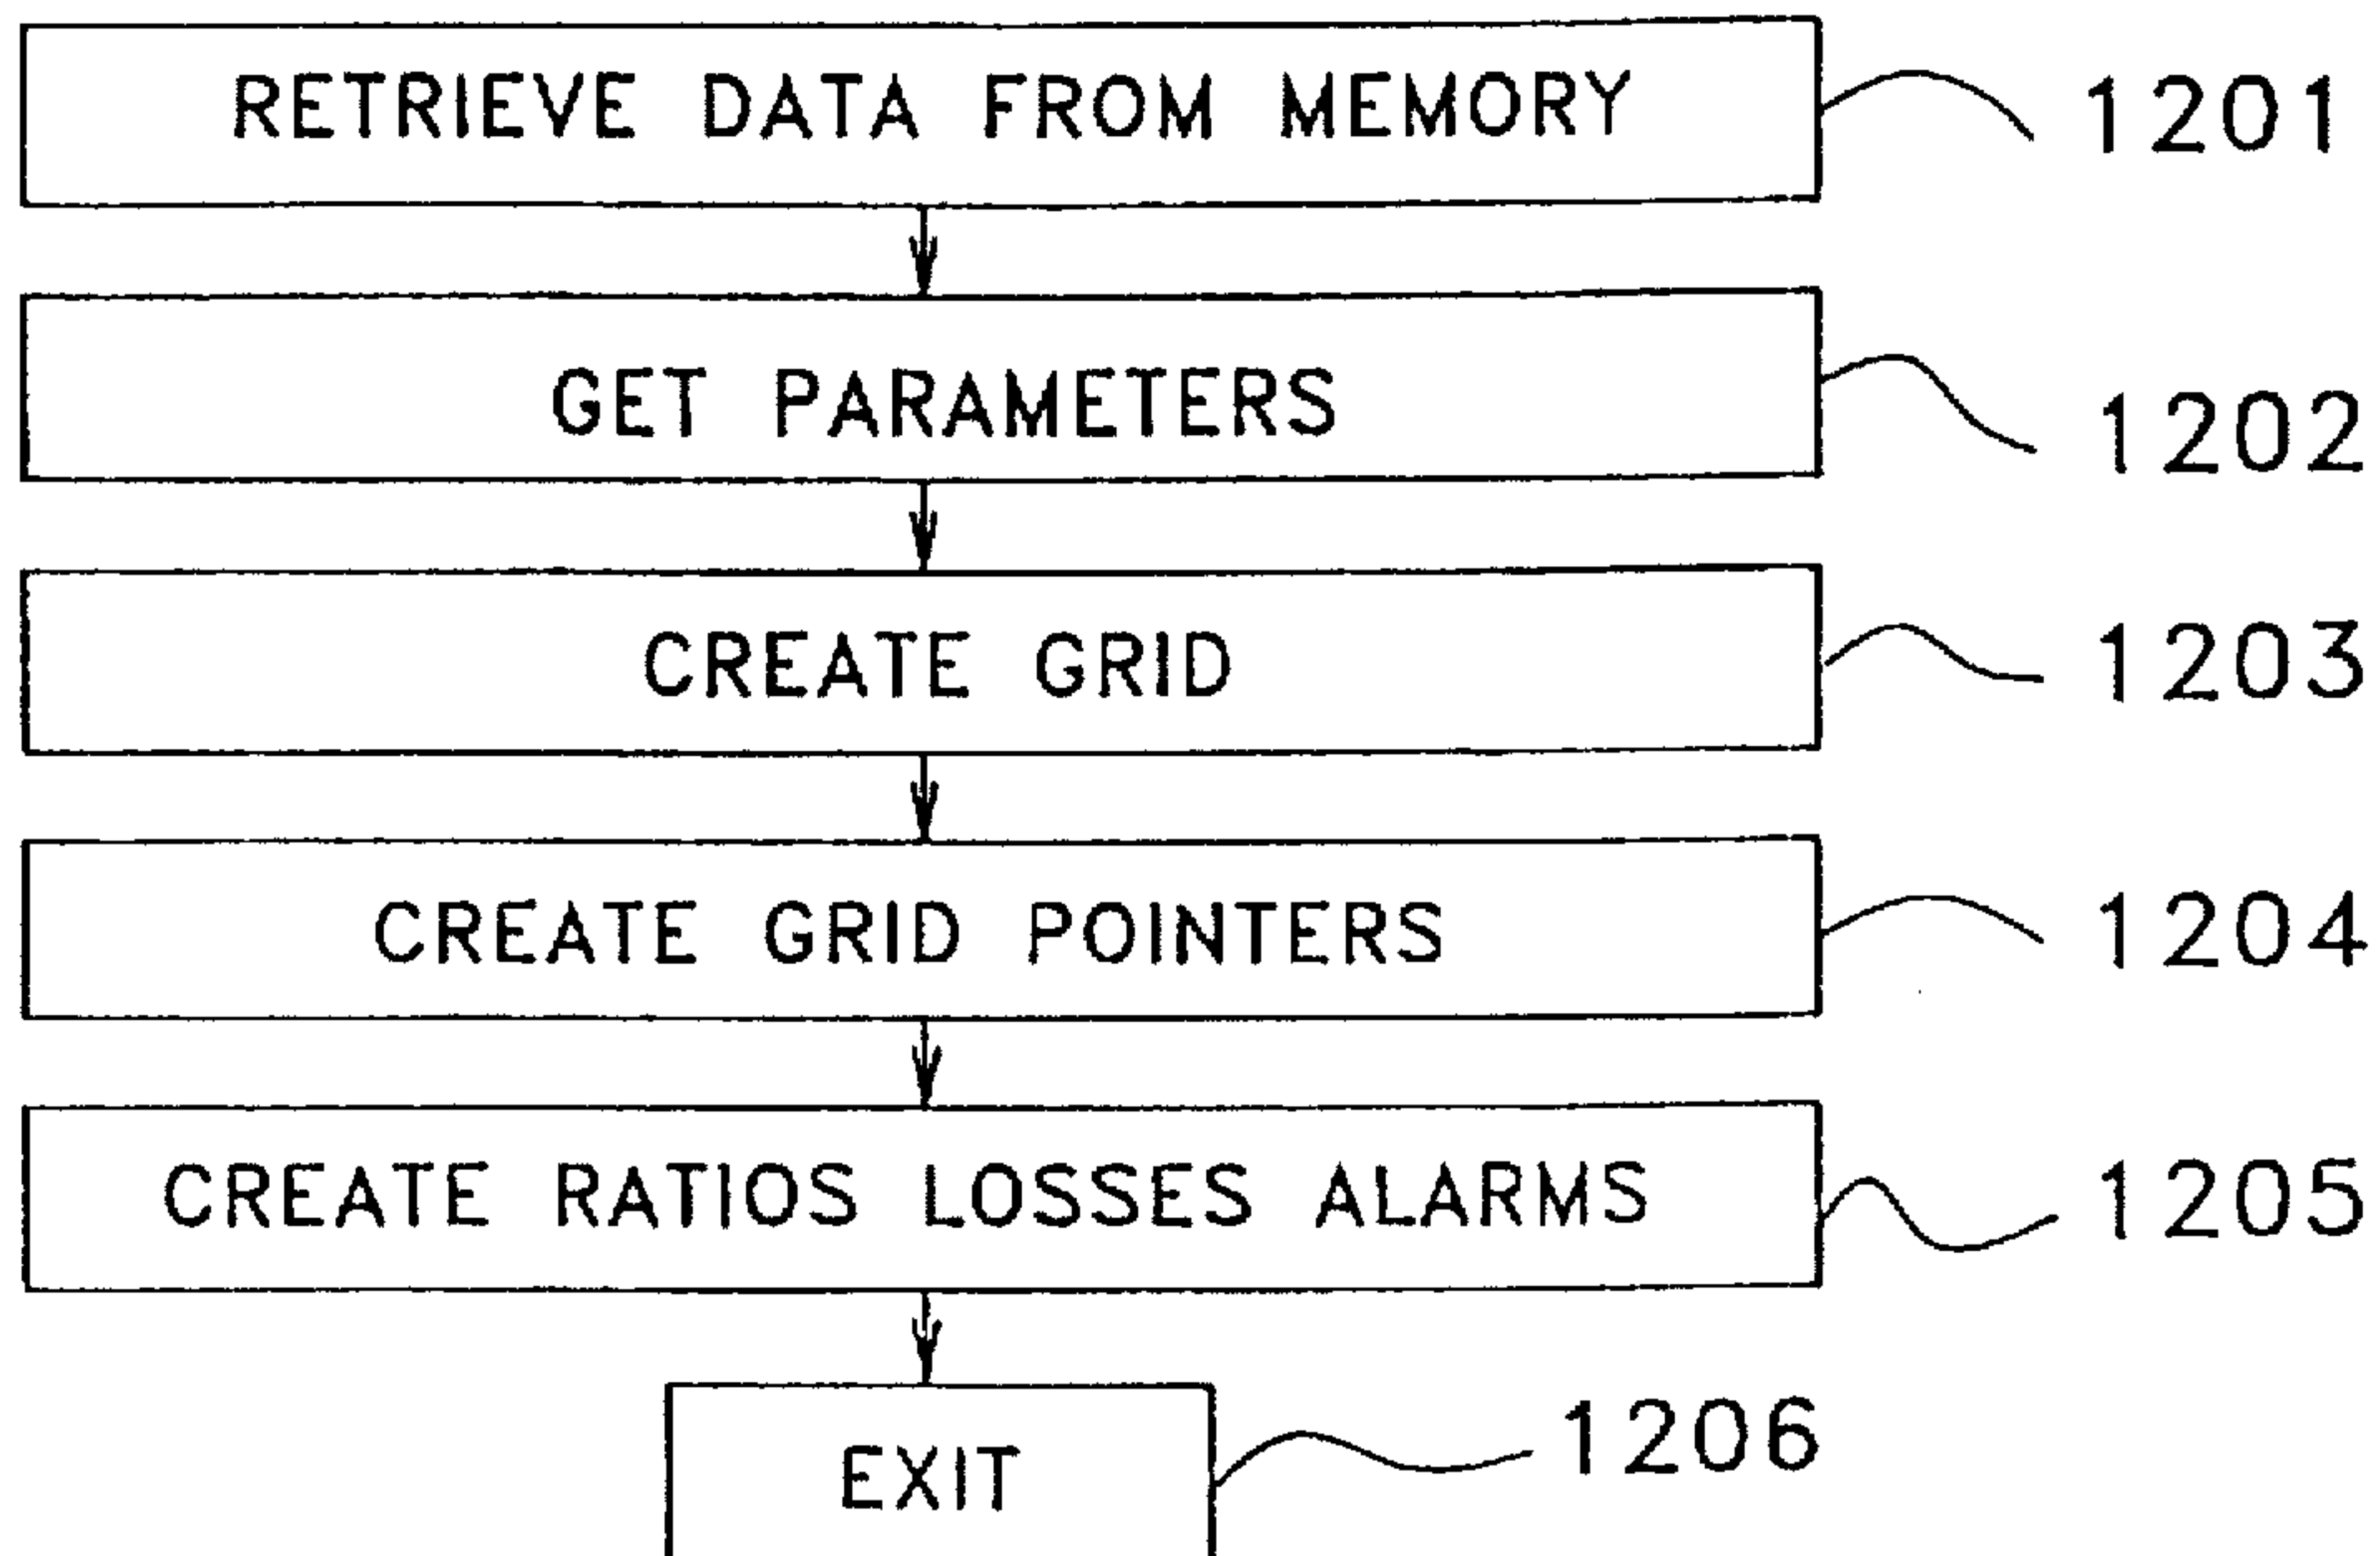 RETRIEVE DATA FROM MEMORY 1201
GET PARAMETERS 1202
CREATE GRID 1203
CREATE GRID POINTERS 1204
CREATE RATIOS LOSSES ALARMS 1205
EXIT 1206